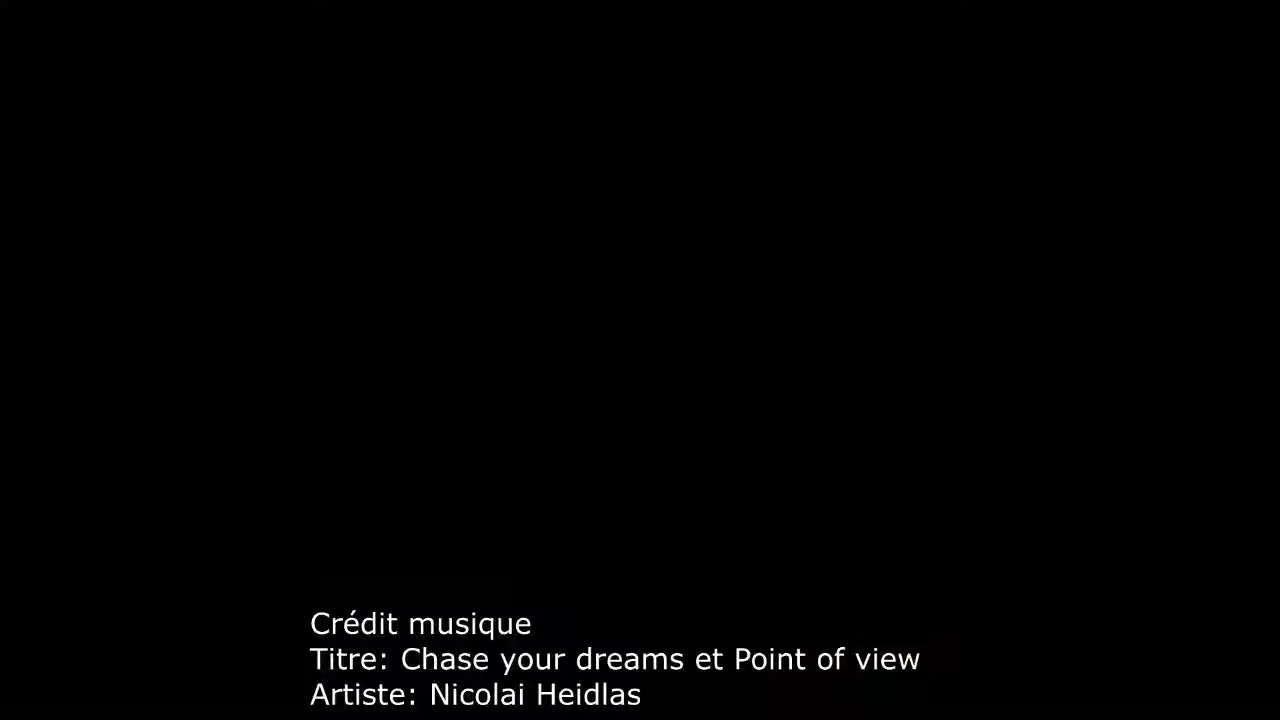 Crédit musique
Titre: Chase your dreams et Point of view
Artiste: Nicolai Heidlas